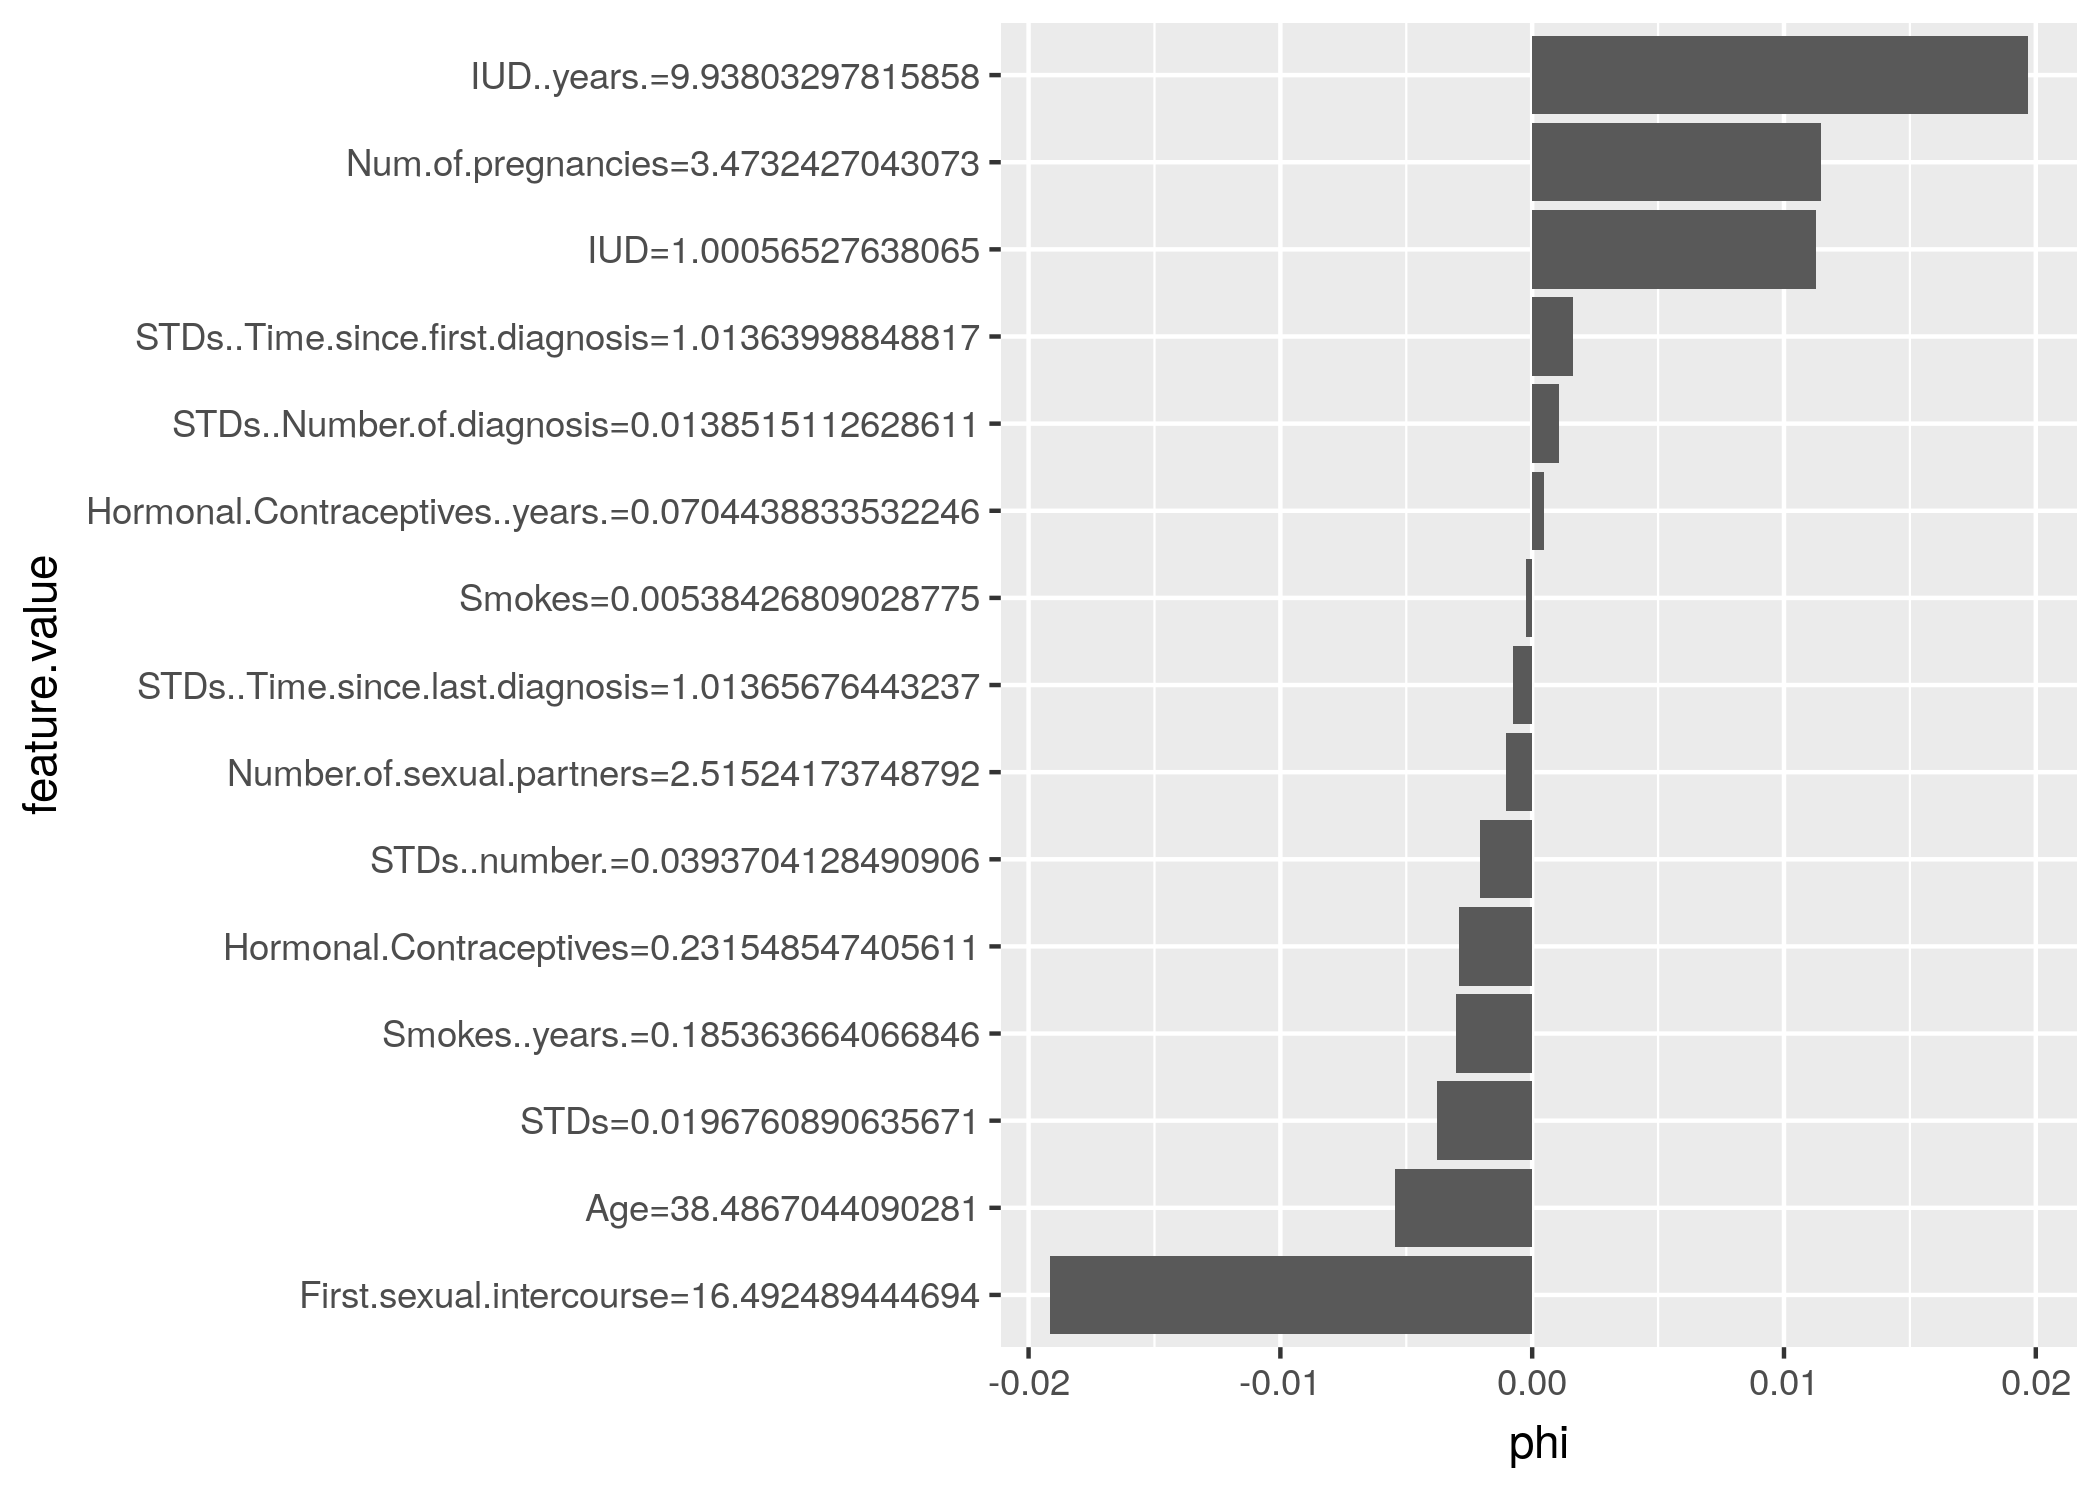 IUD..years.=9.93803297815858
Num.of.pregnancies=3.4732427043073
IUD=1.00056527638065
STDs..Time.since.first.diagnosis=1.01363998848817
STDs..Number.of.diagnosis=0.0138515112628611
Hormonal.Contraceptives..years.=0.0704438833532246
Smokes=0.00538426809028775
STDs..Time.since.last.diagnosis=1.01365676443237
Number.of.sexual.partners=2.51524173748792
STDs..number.=0.0393704128490906
Hormonal.Contraceptives=0.231548547405611
Smokes..years.=0.185363664066846
STDs=0.0196760890635671
Age=38.4867044090281
First.sexual.intercourse=16.492489444694
feature.value
-0.02 -0.01 0.00 0.01 0.02
phi